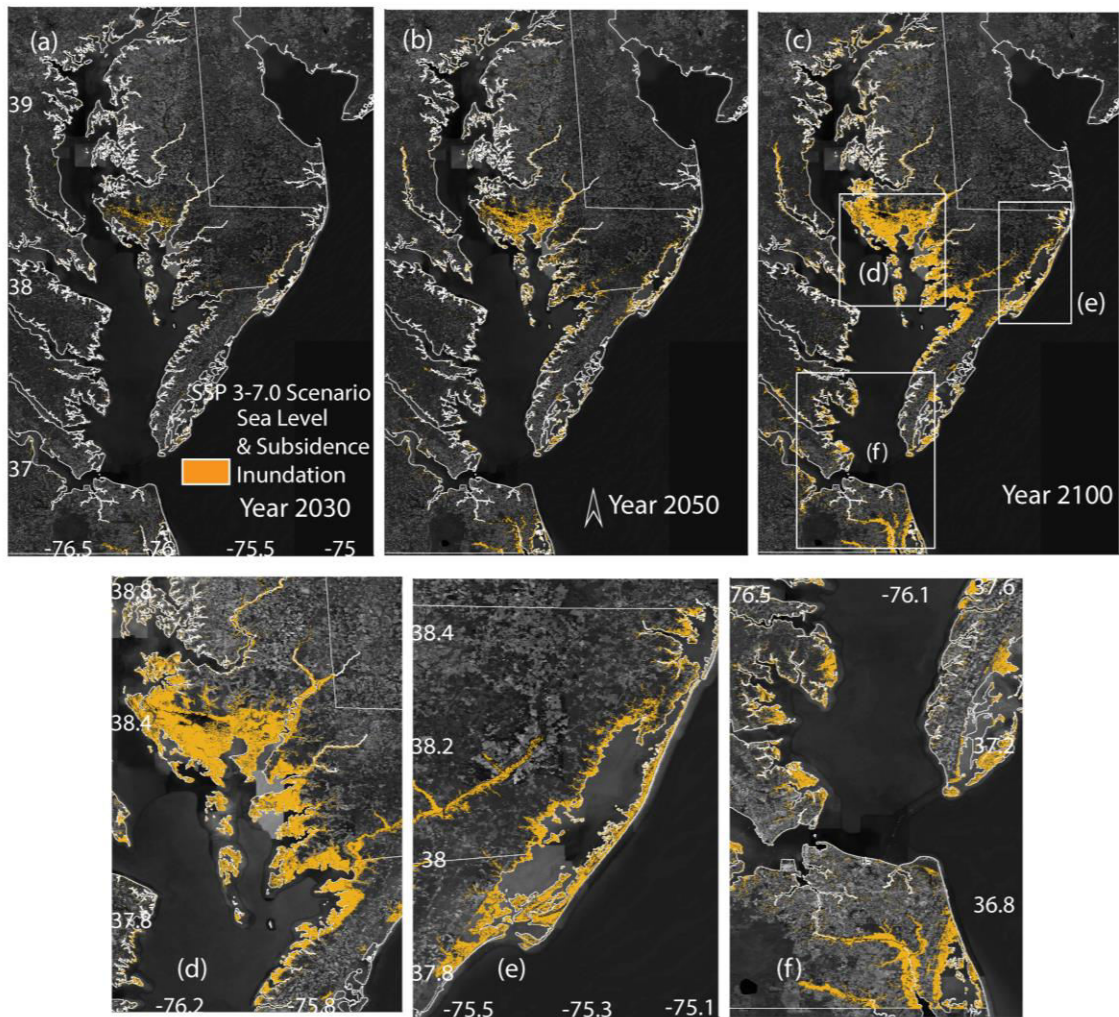 (a)
(b)
(c)
39
38
37
(d)
(e)
(f)
SSP 3-7.0 Scenario
Sea Level
& Subsidence
Inundation
Year 2030
Year 2050
Year 2100
-76.5 -76 -75.5 -75
38.8
38.4
37.8
(d)
-76.2 -75.8
38.4
38.2
38
37.8
(e)
-75.5 -75.3 -75.1
-76.5 -76.1 37.6
37.2
36.8
(f)